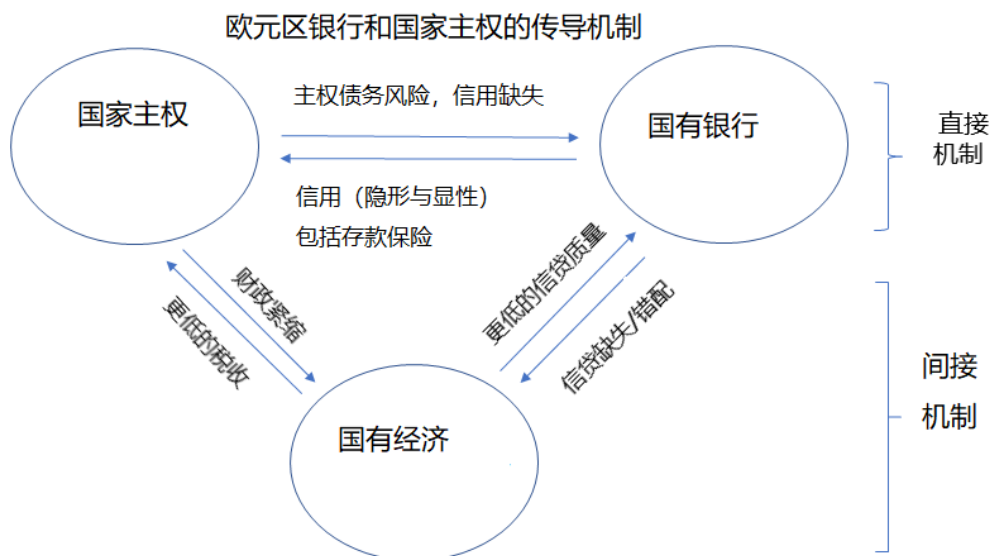 欧元区银行和国家主权的传导机制
国家主权
主权债务风险，信用缺失
国有银行
直接
机制
信用（隐形与显性）
包括存款保险
财政紧缩
更低的税收
更低的信贷质量
信贷缺失/错配
国有经济
间接
机制